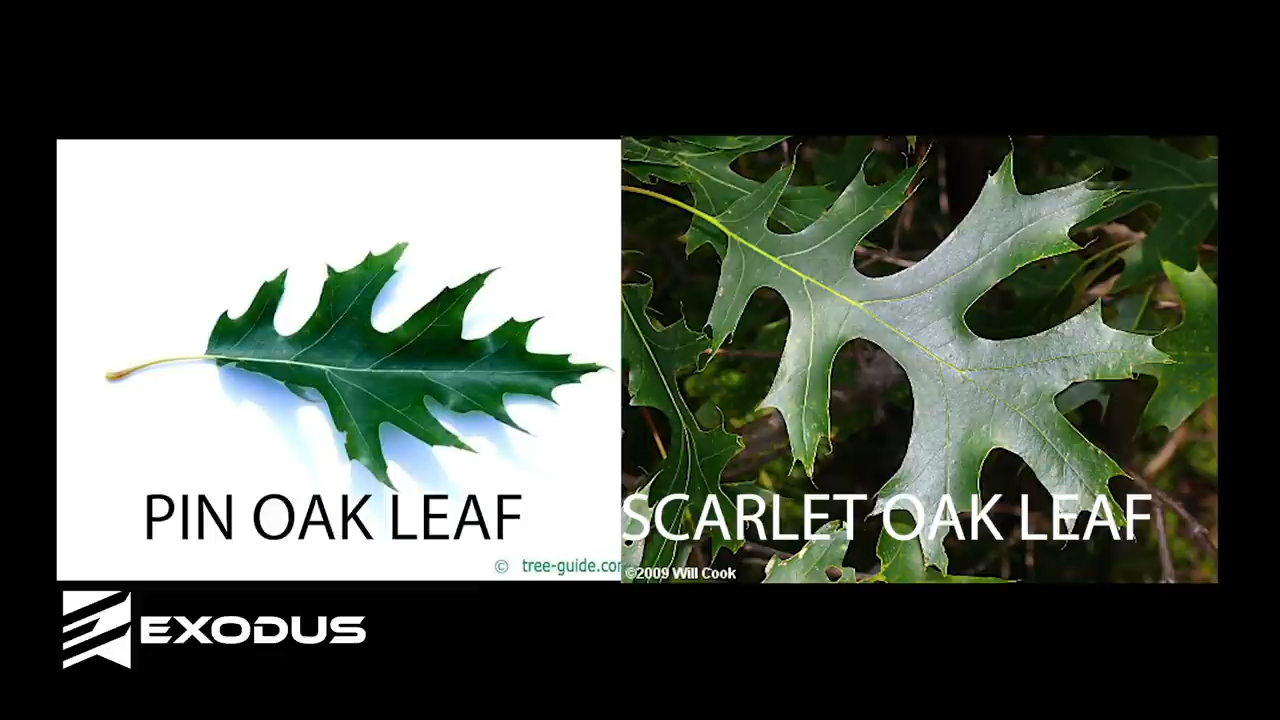 PIN OAK LEAF
SCARLET OAK LEAF
© tree-guide.com
©2009 Will Cook
EXODUS